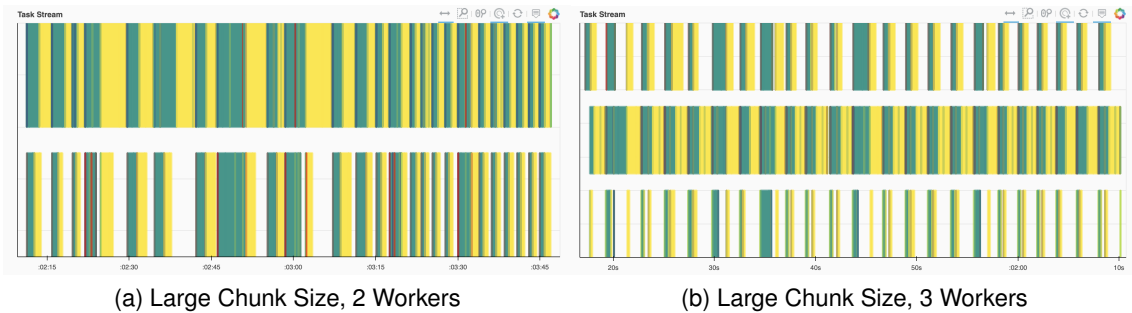 Task Stream
:02:15 :02:30 :02:45 :03:00 :03:15 :03:30 :03:45
(a) Large Chunk Size, 2 Workers
Task Stream
20s 30s 40s 50s :02:00 10s
(b) Large Chunk Size, 3 Workers